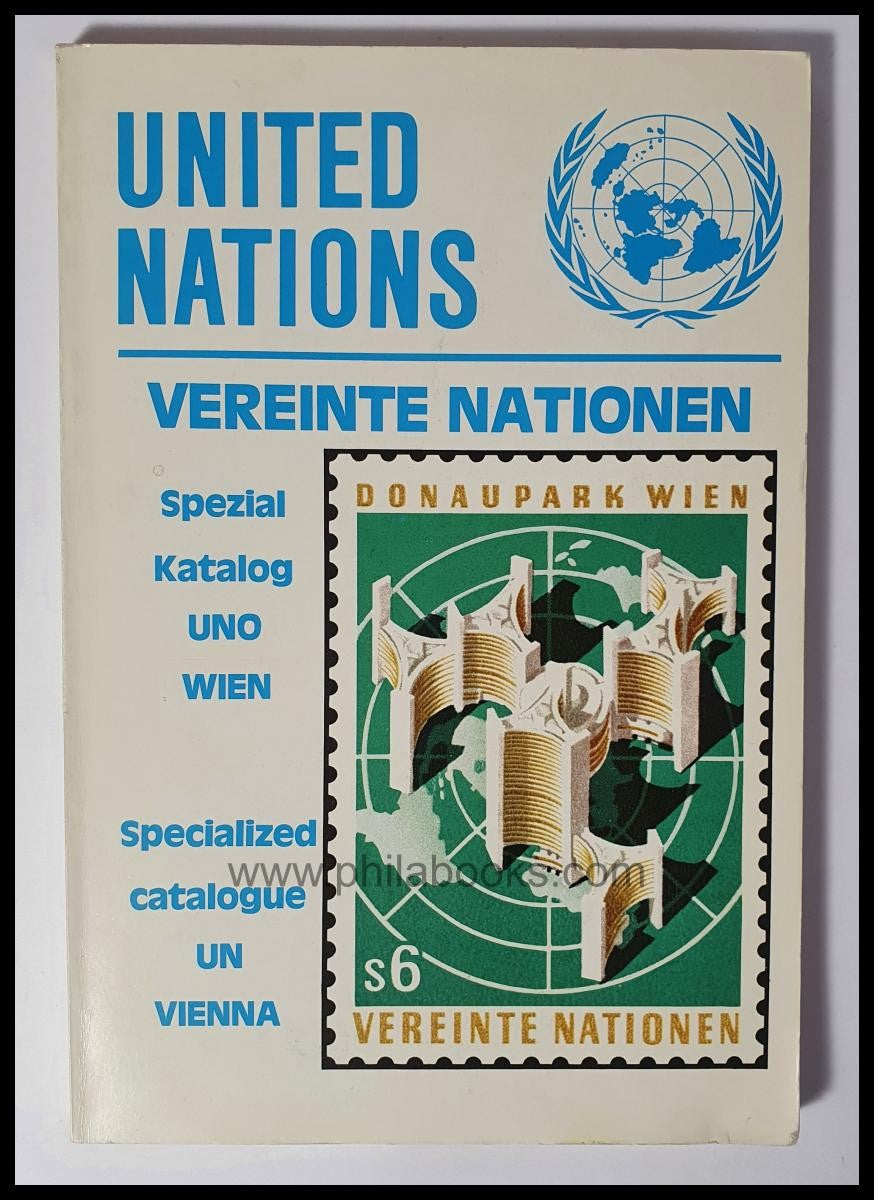 UNITED
NATIONS
VEREINTE NATIONEN
Spezial
Katalog
UNO
WIEN
Specialized
catalogue
UN
VIENNA
DONAUPARK WIEN
s6
VEREINTE NATIONEN
www.philabooks.com